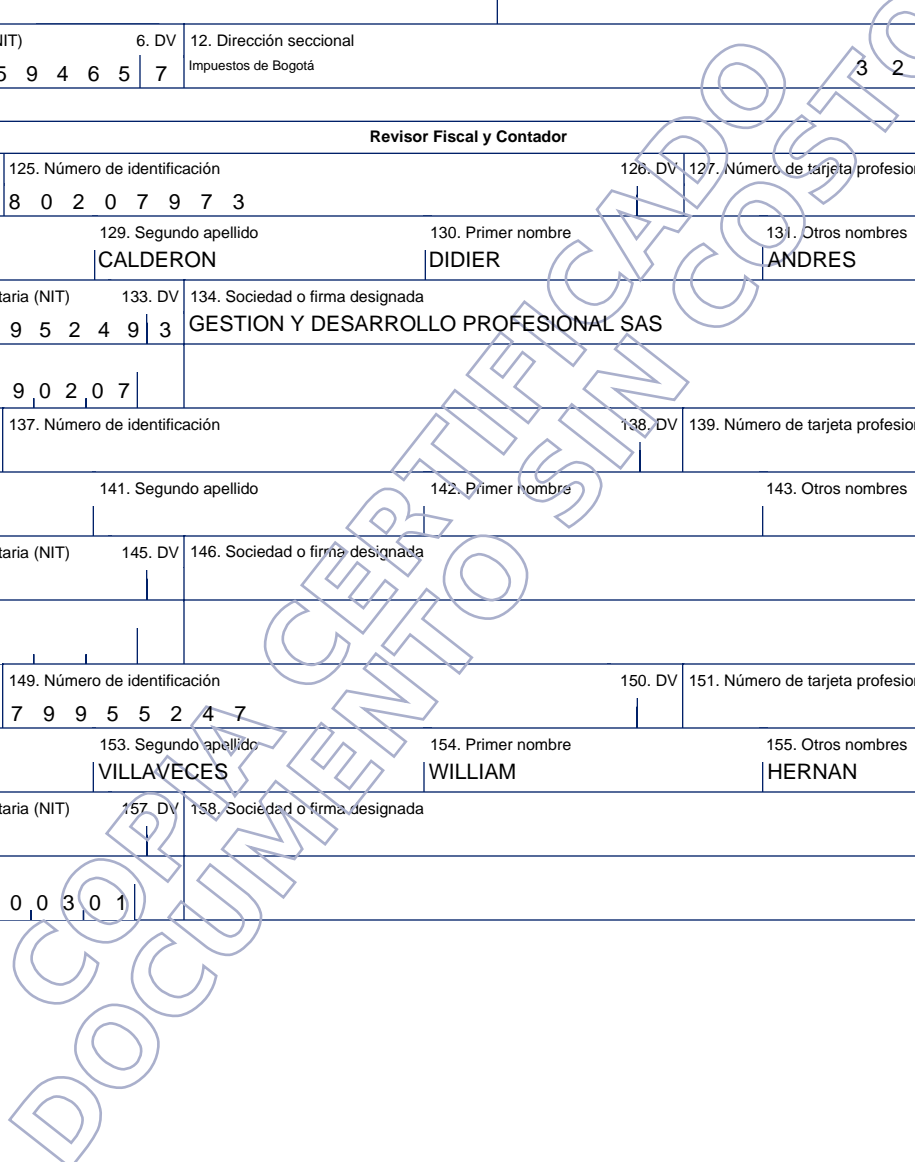 NIT) 6. DV 12. Dirección seccional
5 9 4 6 5 7 Impuestos de Bogotá 3 2
Revisor Fiscal y Contador
125. Número de identificación 126. DV 127. Número de tarjeta profesion
8 0 2 0 7 9 7 3
129. Segundo apellido 130. Primer nombre 131. Otros nombres
CALDERON DIDIER ANDRES
taria (NIT) 133. DV 134. Sociedad o firma designada
9 5 2 4 9 3 GESTION Y DESARROLLO PROFESIONAL SAS
9 0 2 0 7
137. Número de identificación 138. DV 139. Número de tarjeta profesion
141. Segundo apellido 142. Primer nombre 143. Otros nombres
taria (NIT) 145. DV 146. Sociedad o firma designada
149. Número de identificación 150. DV 151. Número de tarjeta profesion
7 9 9 5 5 2 4 7
153. Segundo apellido 154. Primer nombre 155. Otros nombres
VILLAVECES WILLIAM HERNAN
taria (NIT) 157. DV 158. Sociedad o firma designada
0 0 3 0 1
COPIA CERTIFICADO
DOCUMENTO SIN COSTO